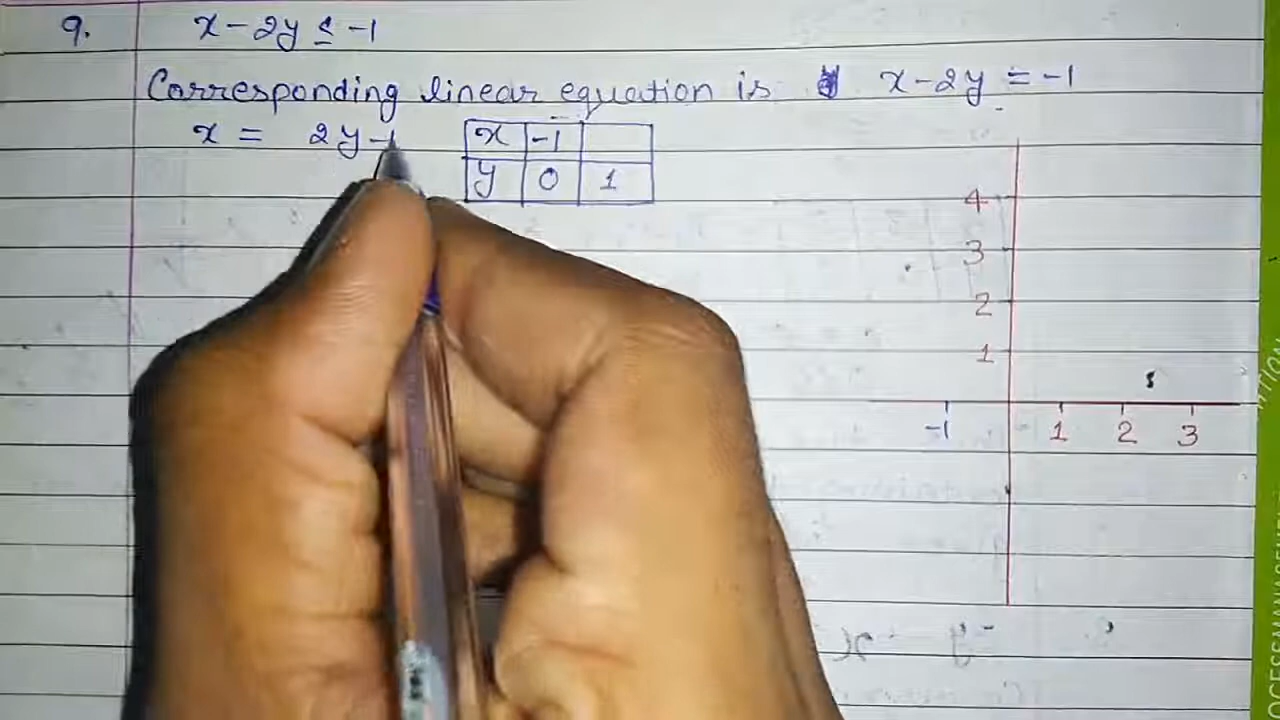 9. x - 2y ≤ -1
Corresponding linear equation is x - 2y = -1
x = 2y - 1
x -1
y 0 1
4
3
2
1
-1 1 2 3